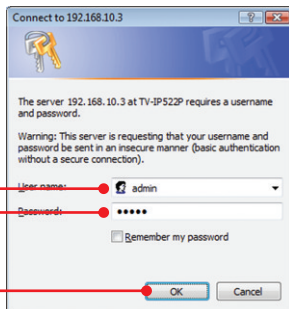 Connect to 192.168.10.3
The server 192.168.10.3 at TV-IP522P requires a username
and password.
Warning: This server is requesting that your username and
password be sent in an insecure manner (basic authentication
without a secure connection).
User name: admin
Password: •••••
Remember my password
OK Cancel